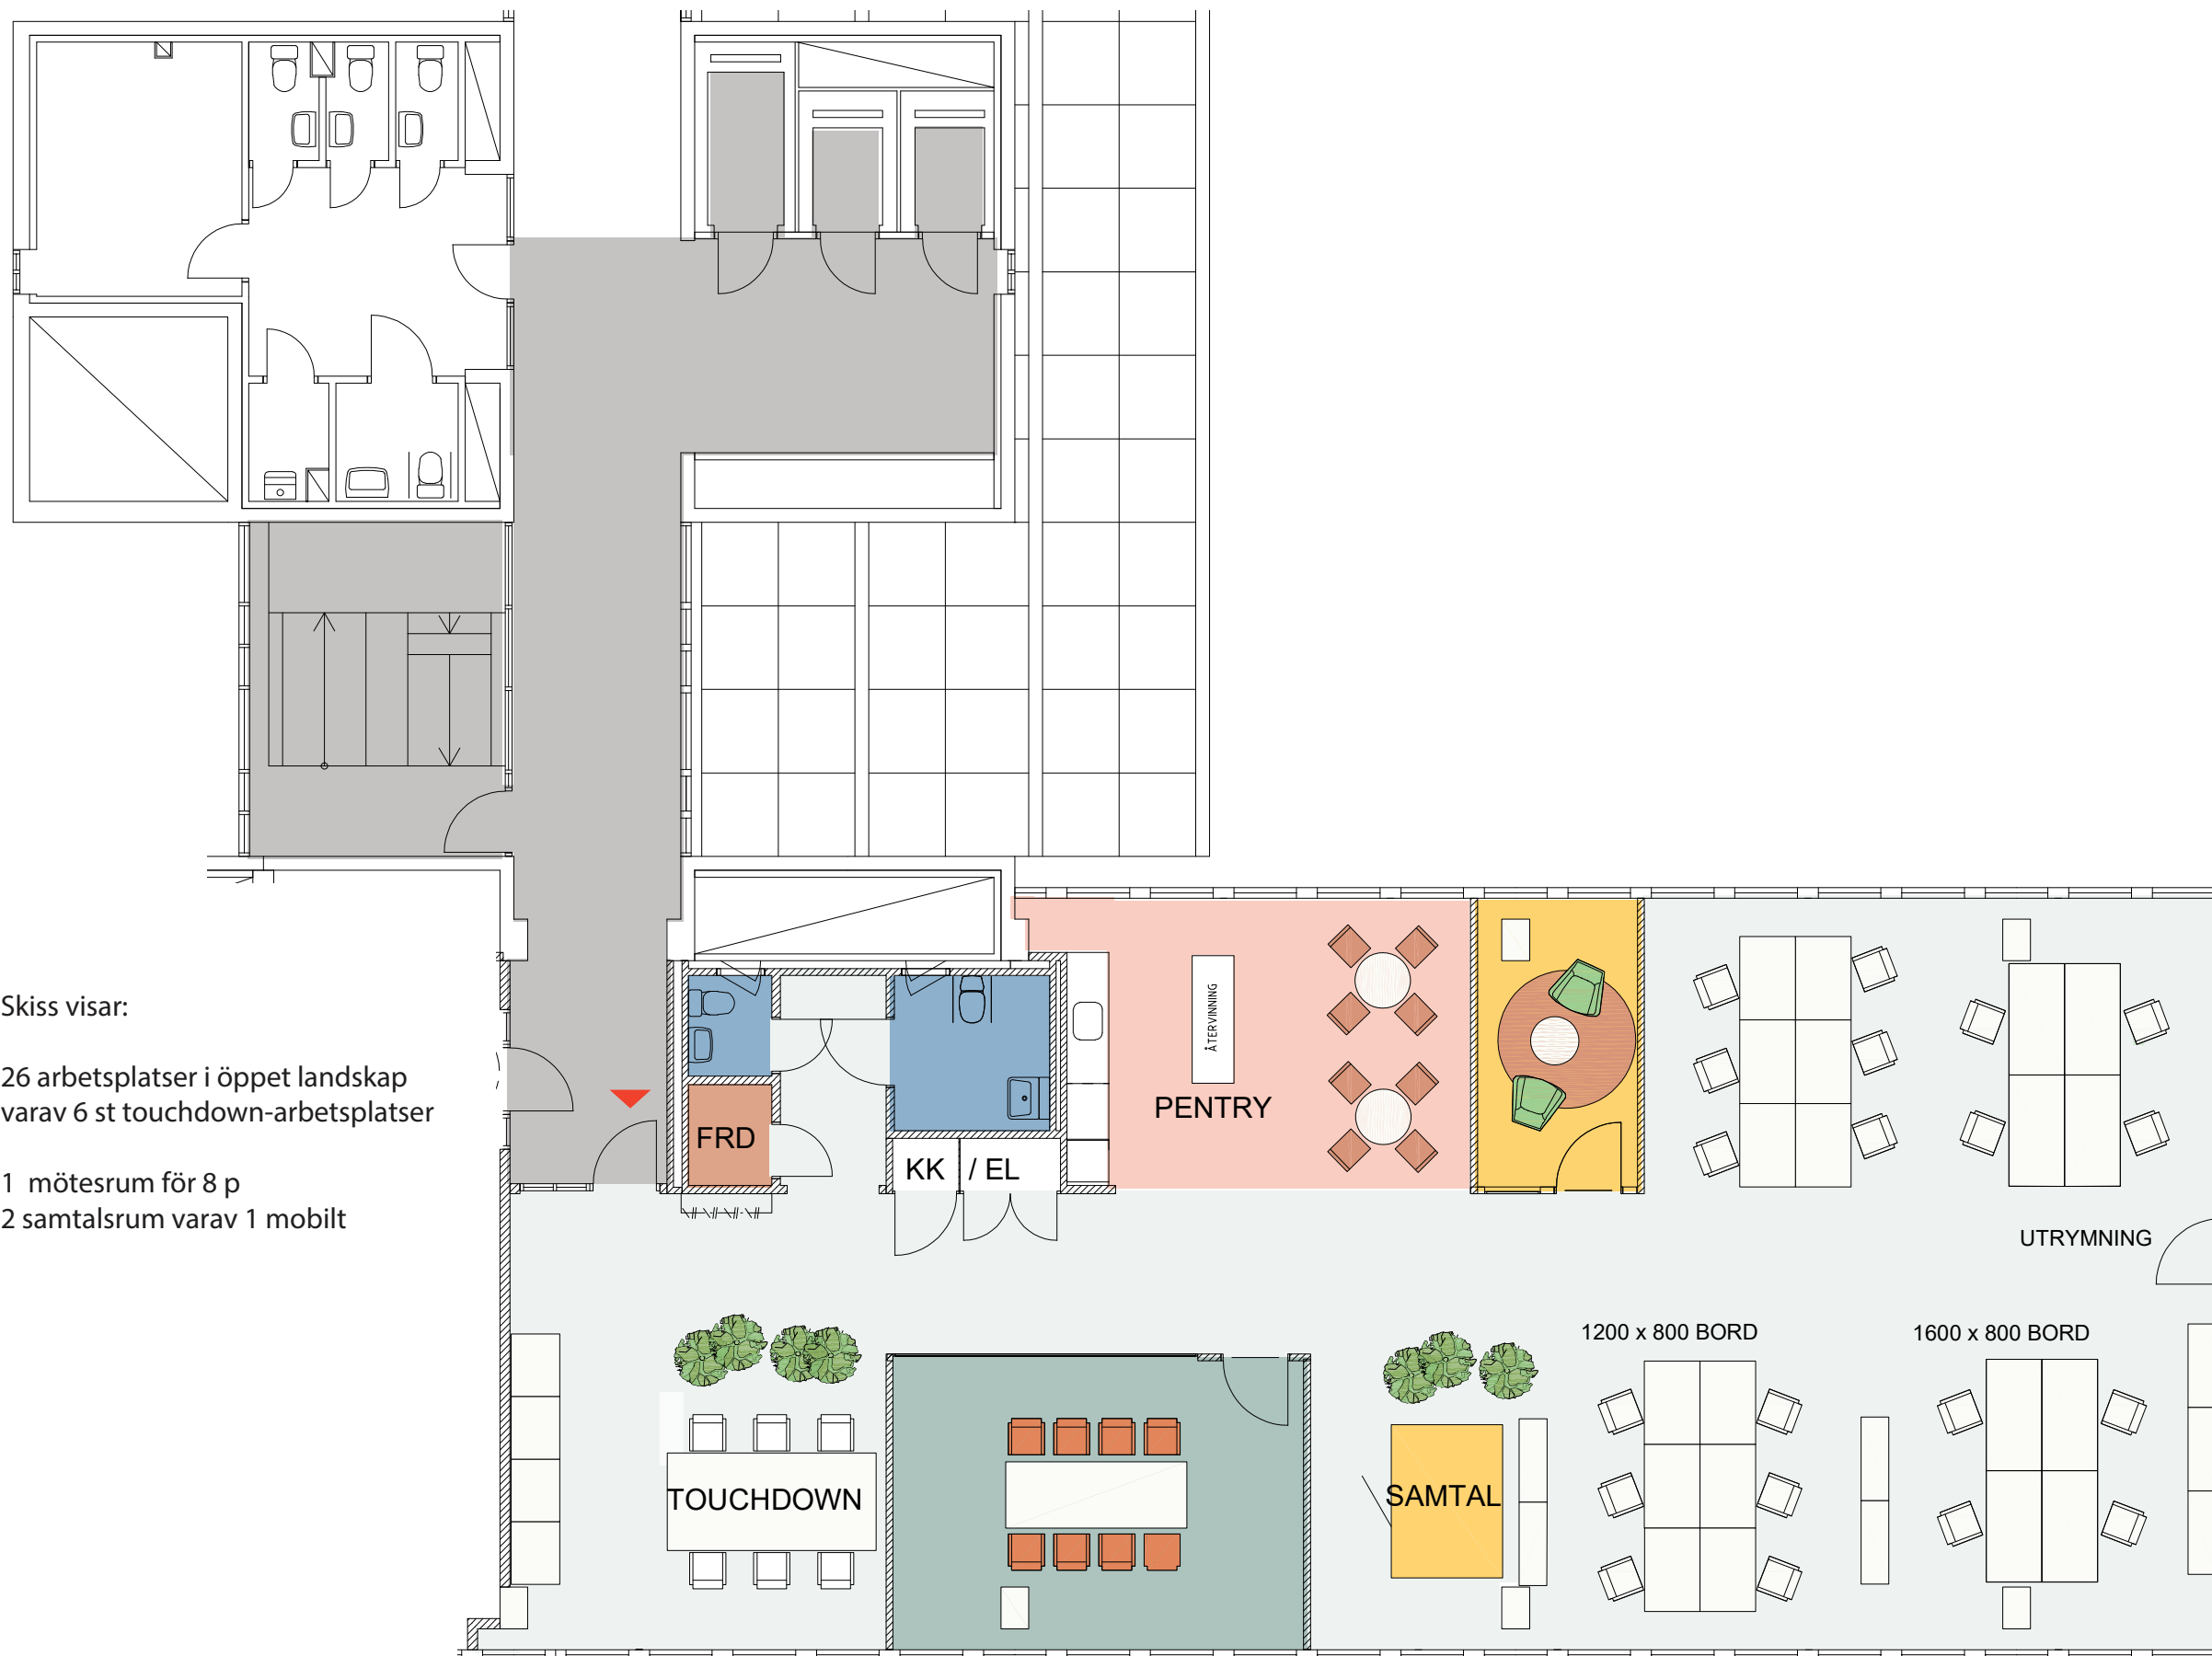 Skiss visar:
26 arbetsplatser i öppet landskap
varav 6 st touchdown-arbetsplatser
1 mötesrum för 8 p
2 samtalsrum varav 1 mobilt
FRD
KK / EL
ÅTERVINNING
PENTRY
UTRYMNING
1200 x 800 BORD
1600 x 800 BORD
TOUCHDOWN
SAMTAL